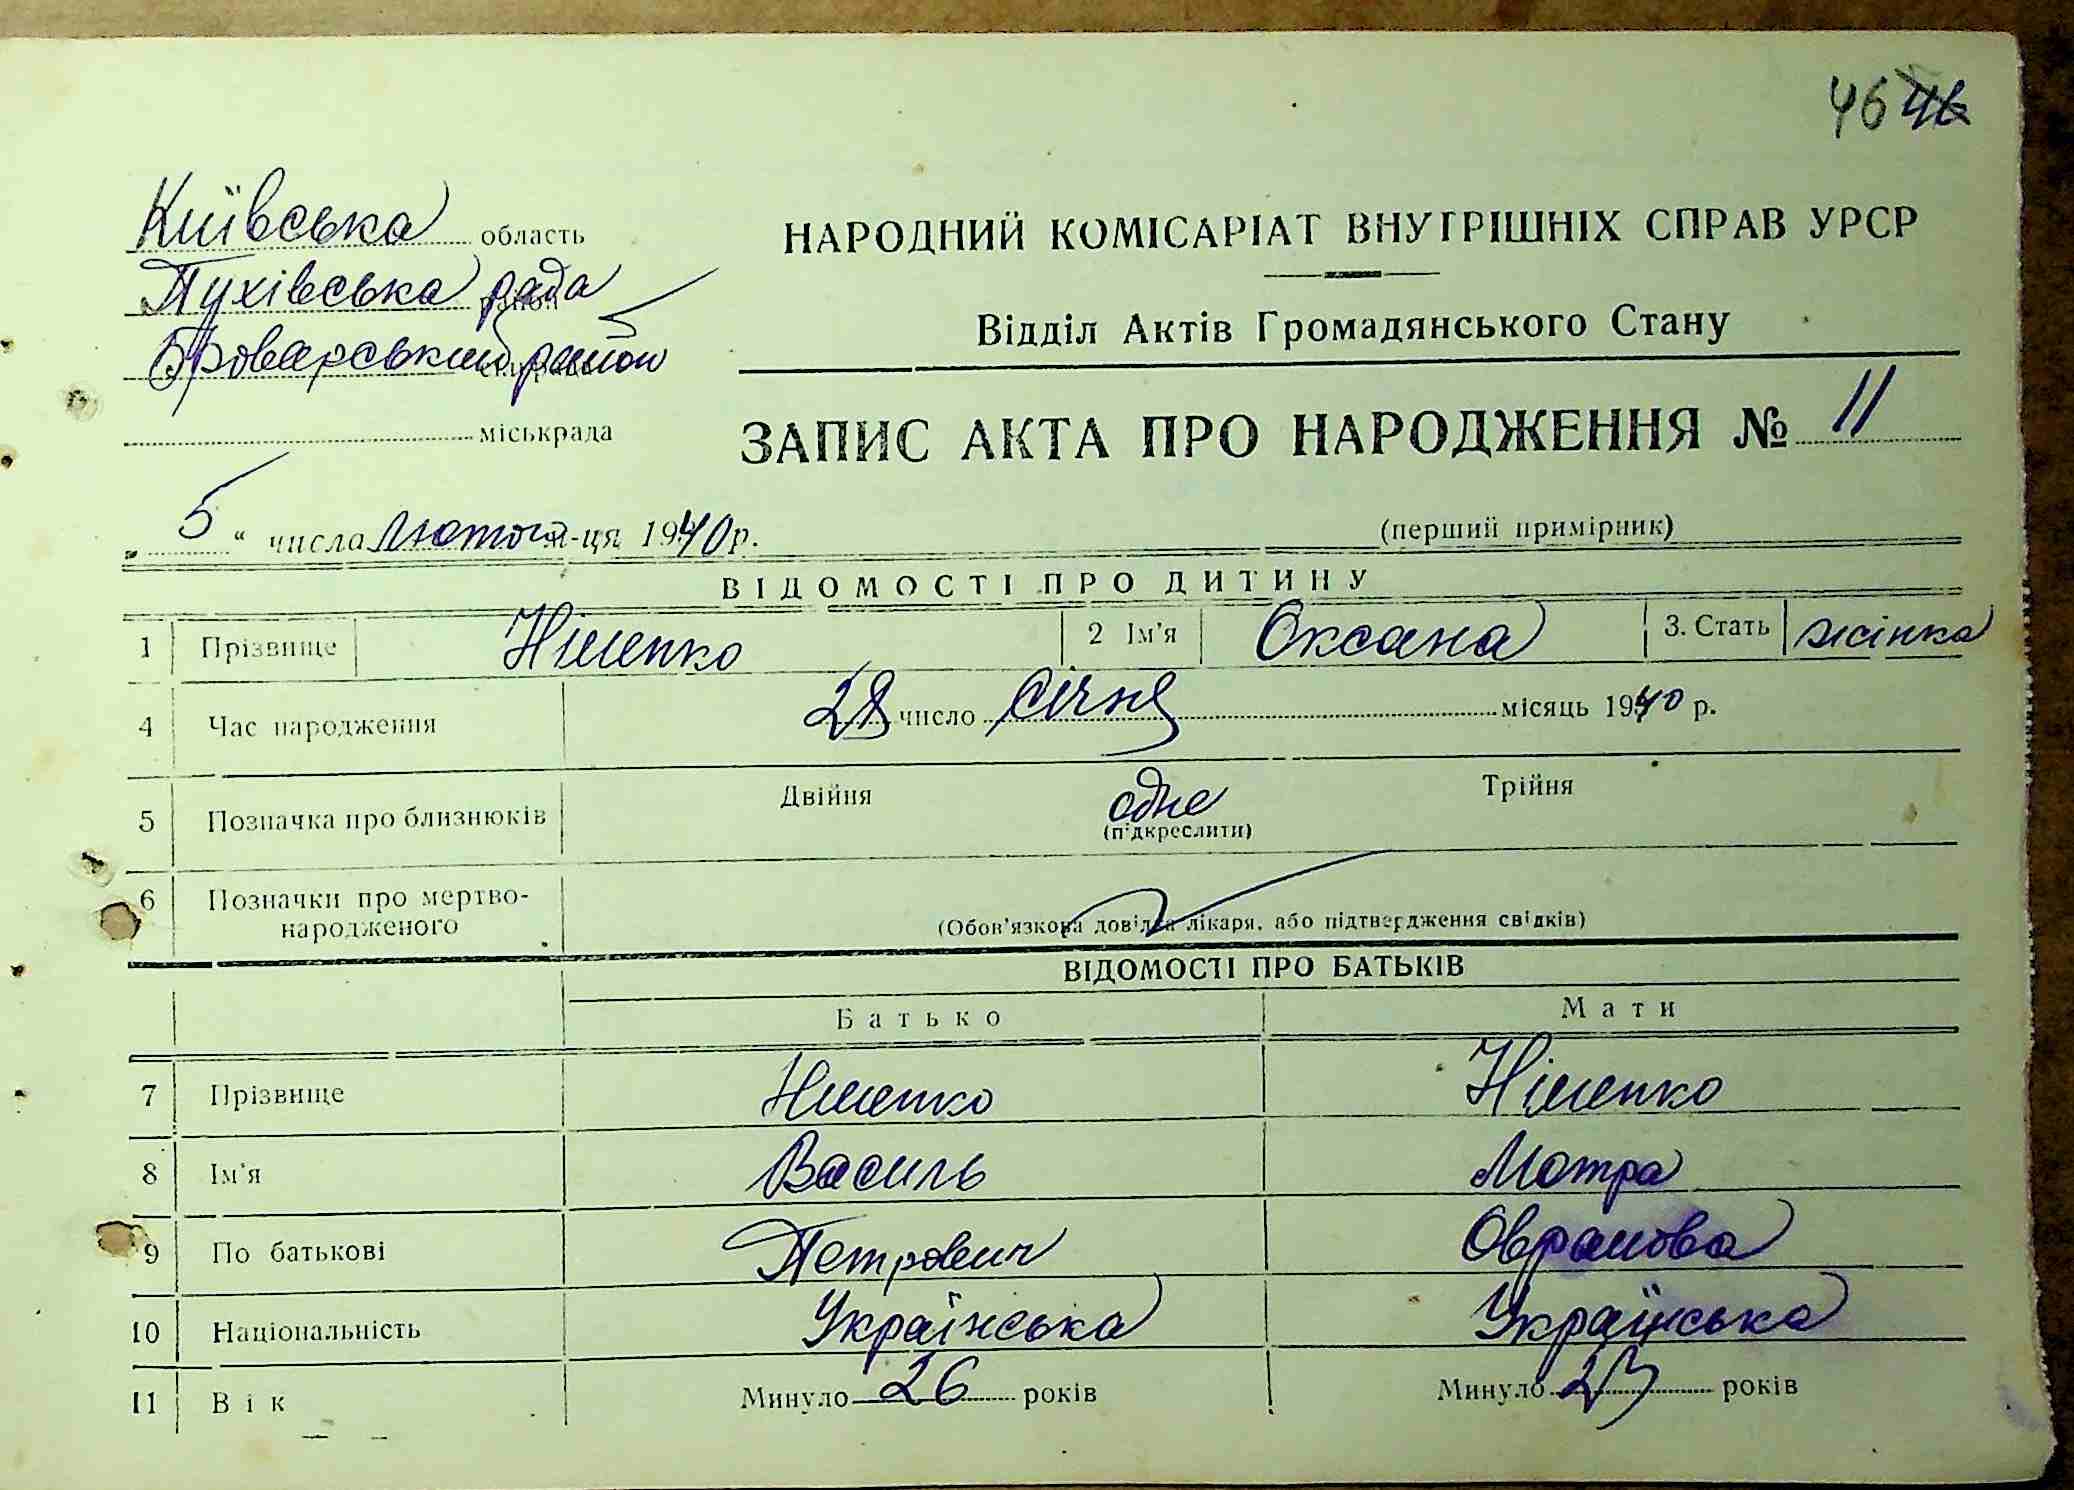 46 46
Київська область
Пухівська рада район
Броварський район
міськрада
НАРОДНИЙ КОМІСАРІАТ ВНУТРІШНІХ СПРАВ УРСР
Відділ Актів Громадянського Стану
ЗАПИС АКТА ПРО НАРОДЖЕННЯ № 11
„ 5 “ числа лютого м-ця 1940 р.
(перший примірник)
ВІДОМОСТІ ПРО ДИТИНУ
1 Прізвище Німенко 2 Ім'я Оксана 3. Стать жінка
4 Час народження 28 число січня місяць 1940 р.
5 Позначка про близнюків Двійня одне Трійня
(підкреслити)
6 Позначки про мертво-
народженого (Обов'язкова довідка лікаря, або підтвердження свідків)
ВІДОМОСТІ ПРО БАТЬКІВ
Батько Мати
7 Прізвище Німенко Німенко
8 Ім'я Василь Мотра
9 По батькові Петрович Оврамова
10 Національність Українська Українська
11 Вік Минуло 26 років Минуло 23 років